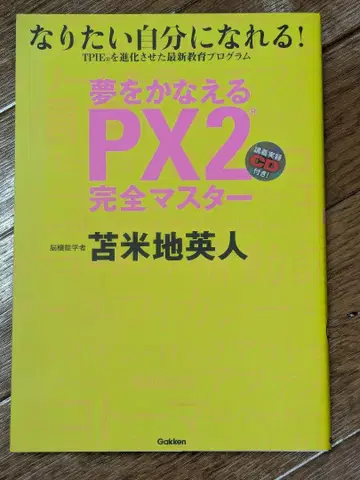 なりたい自分になれる!
TPIE®を進化させた最新教育プログラム
夢をかなえる
PX2®
完全マスター
講義実録
CD
付き!
脳機能学者 苫米地英人
Gakken